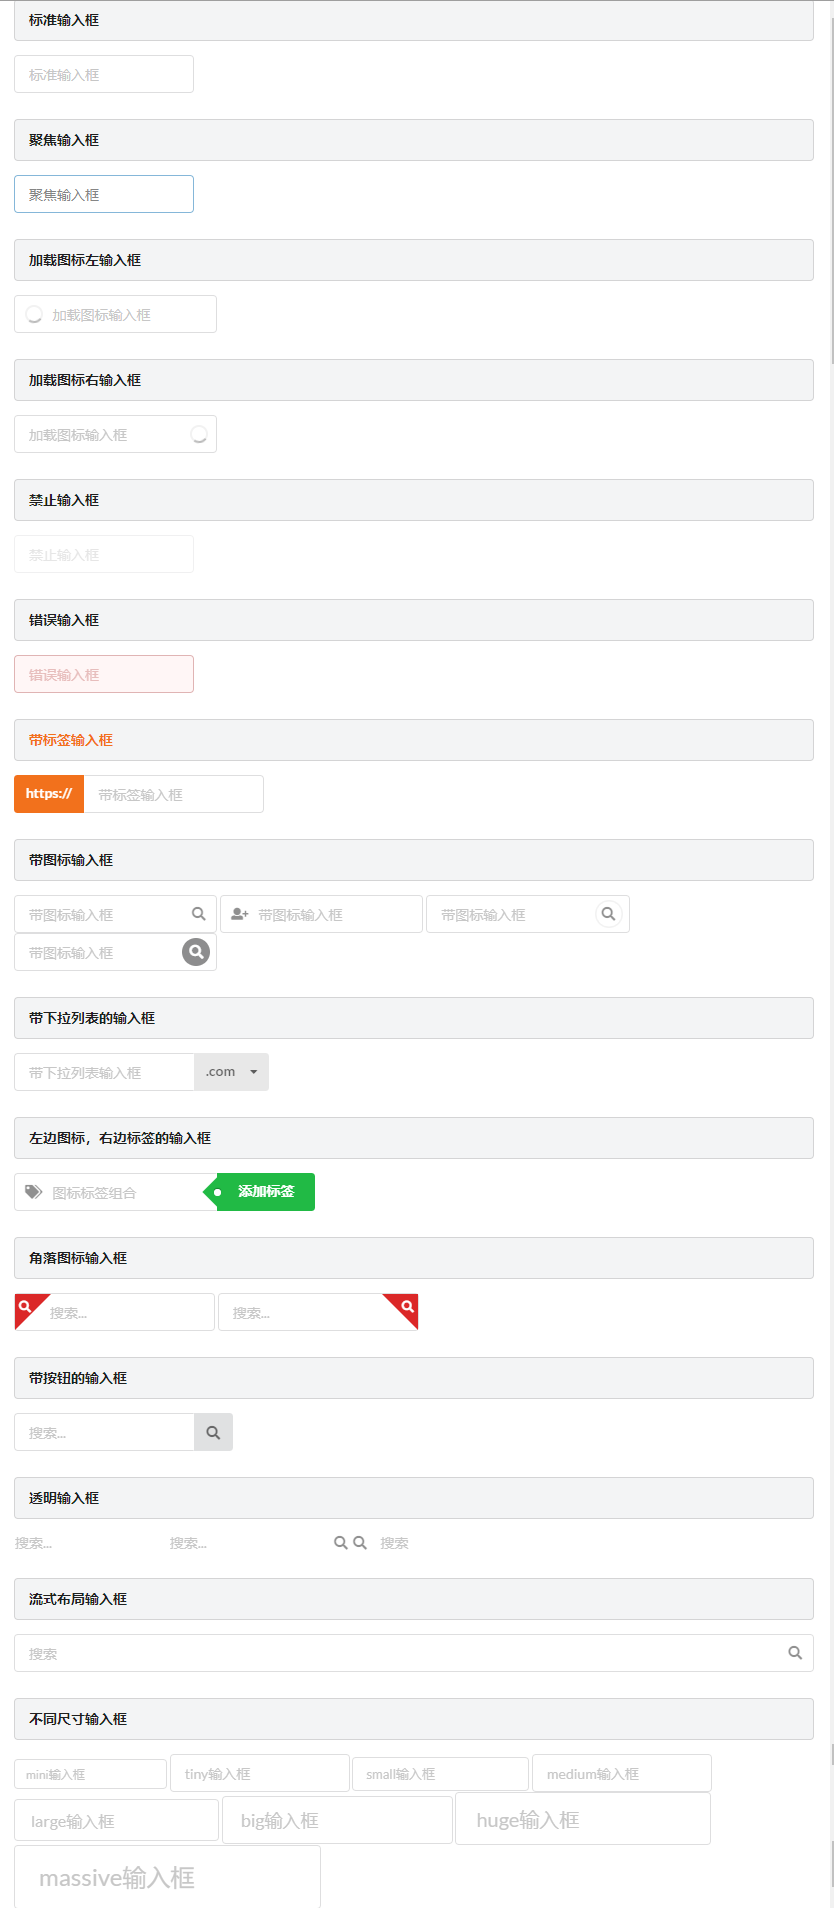 标准输入框
标准输入框
聚焦输入框
聚焦输入框
加载图标左输入框
加载图标输入框
加载图标右输入框
加载图标输入框
禁止输入框
禁止输入框
错误输入框
错误输入框
带标签输入框
https:// 带标签输入框
带图标输入框
带图标输入框 带图标输入框 带图标输入框
带图标输入框
带下拉列表的输入框
带下拉列表输入框 .com
左边图标，右边标签的输入框
图标标签组合 添加标签
角落图标输入框
搜索... 搜索...
带按钮的输入框
搜索...
透明输入框
搜索... 搜索... 搜索
流式布局输入框
搜索
不同尺寸输入框
mini输入框 tiny输入框 small输入框 medium输入框
large输入框 big输入框 huge输入框
massive输入框